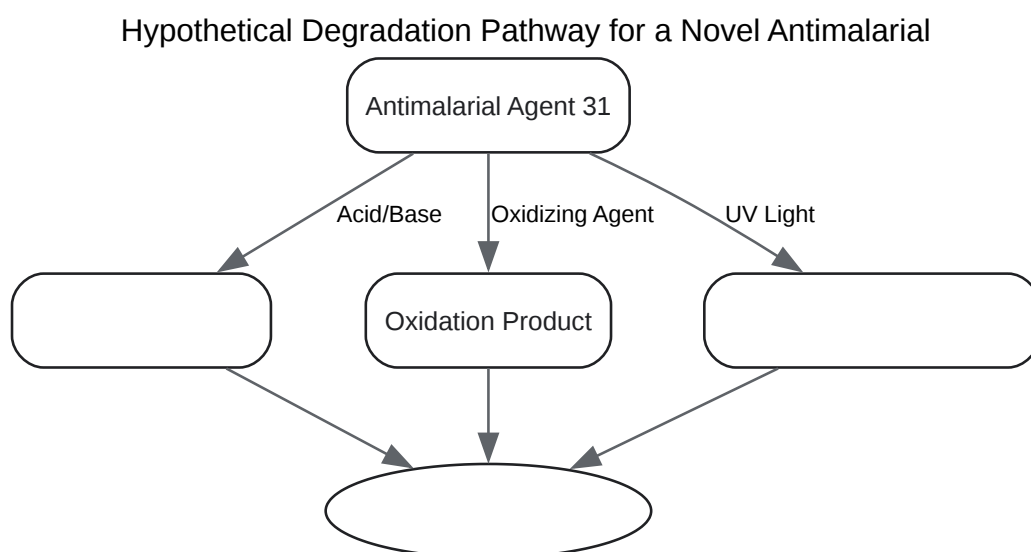 Hypothetical Degradation Pathway for a Novel Antimalarial
Antimalarial Agent 31
Acid/Base
Oxidizing Agent
UV Light
Oxidation Product